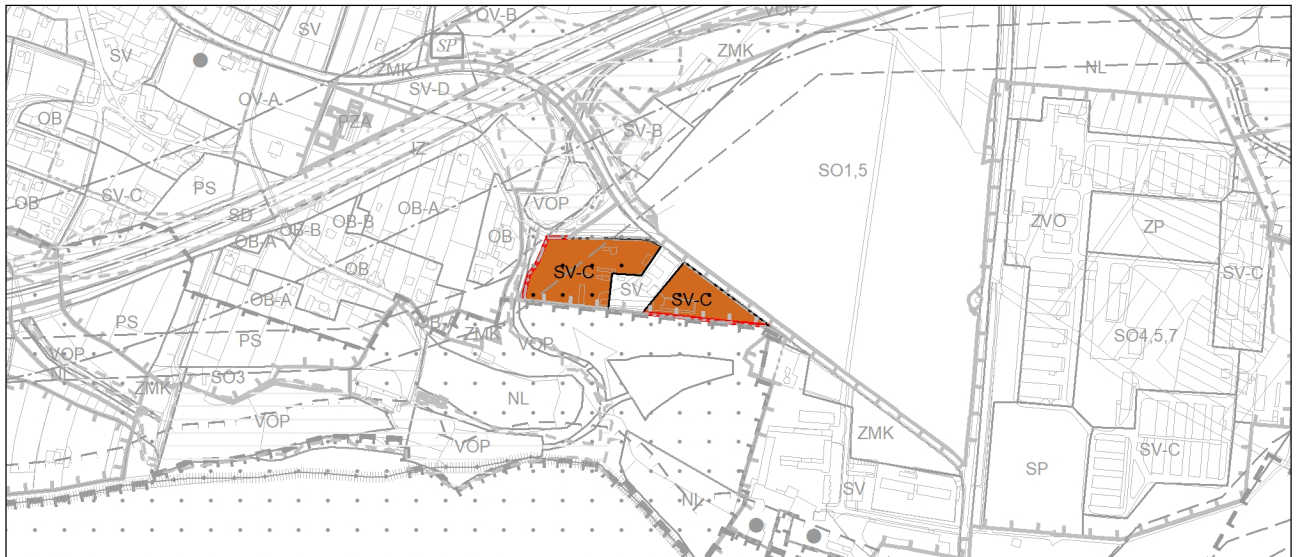 OV-B
VOP
SV
SV
SP
ZMK
ZMK
SV-D
NL
OV-A
PZA
SV-B
OB
IZ
SO1,5
SV-C
PS
OB-A
VOP
ZVO
ZP
OB
SD
OB-B
OB-B
OB
OB-A
OB
SV-C
SV-C
SV
SV-C
OB-A
PS
PS
OB-A
ZMK
VOP
SO4,5,7
VOP
NL
ZMK
SO3
NL
VOP
VOP
ZMK
SV-C
SP
SV
NL